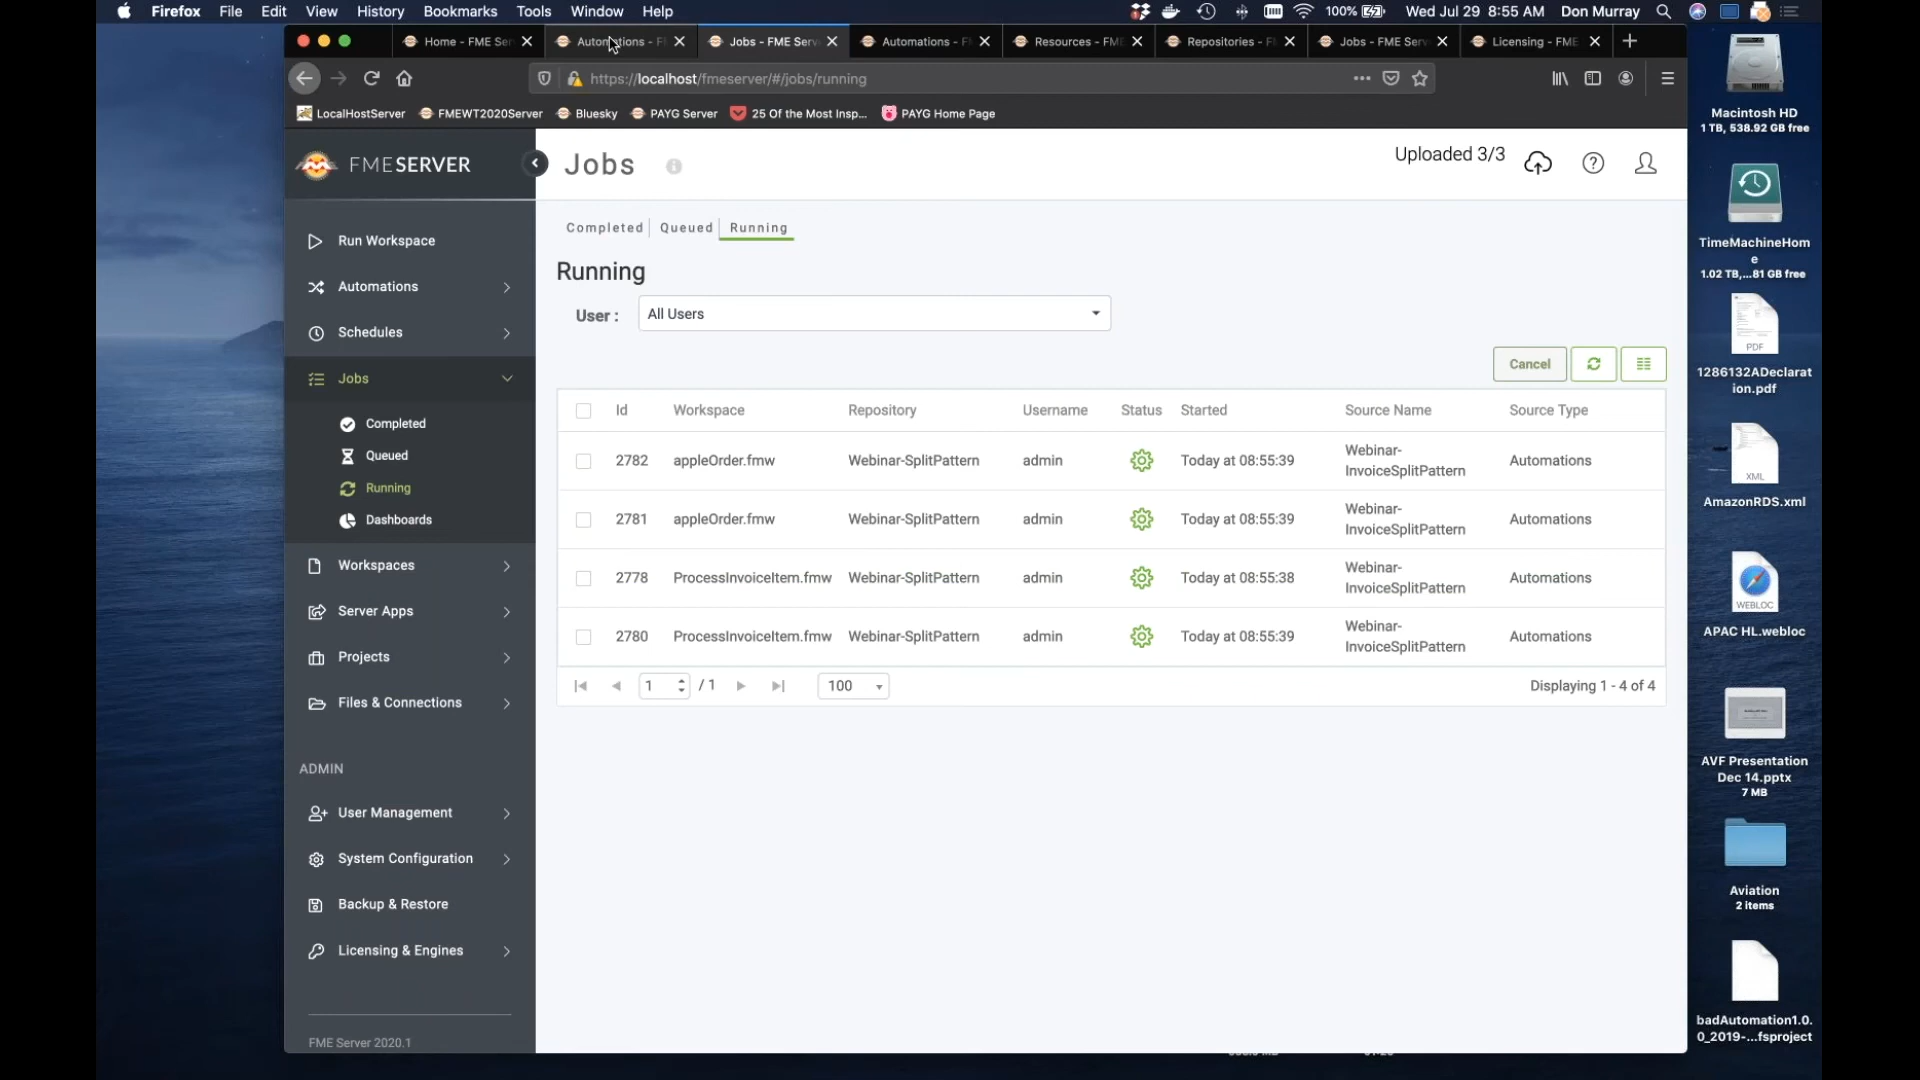 Firefox File Edit View History Bookmarks Tools Window Help 100% Wed Jul 29 8:55 AM Don Murray
Home - FME Ser Automations - F Jobs - FME Serv Automations - F Resources - FM Repositories - F Jobs - FME Serv Licensing - FME
https://localhost/fmeserver/#/jobs/running
LocalHostServer FMEWT2020Server Bluesky PAYG Server 25 Of the Most Insp... PAYG Home Page
FMESERVER
Jobs
Uploaded 3/3
Run Workspace
Automations
Schedules
Jobs
Completed
Queued
Running
Dashboards
Workspaces
Server Apps
Projects
Files & Connections
ADMIN
User Management
System Configuration
Backup & Restore
Licensing & Engines
FME Server 2020.1
Completed Queued Running
Running
User : All Users
Cancel
Id Workspace Repository Username Status Started Source Name Source Type
2782 appleOrder.fmw Webinar-SplitPattern admin Today at 08:55:39 Webinar-
InvoiceSplitPattern Automations
2781 appleOrder.fmw Webinar-SplitPattern admin Today at 08:55:39 Webinar-
InvoiceSplitPattern Automations
2778 ProcessInvoiceItem.fmw Webinar-SplitPattern admin Today at 08:55:38 Webinar-
InvoiceSplitPattern Automations
2780 ProcessInvoiceItem.fmw Webinar-SplitPattern admin Today at 08:55:39 Webinar-
InvoiceSplitPattern Automations
1 / 1 100 Displaying 1 - 4 of 4
Macintosh HD
1 TB, 538.92 GB free
TimeMachineHom
e
1.02 TB,...81 GB free
PDF
1286132ADeclarat
ion.pdf
XML
AmazonRDS.xml
WEBLOC
APAC HL.webloc
AVF Presentation
Dec 14.pptx
7 MB
Aviation
2 items
badAutomation1.0.
0_2019-...fsproject